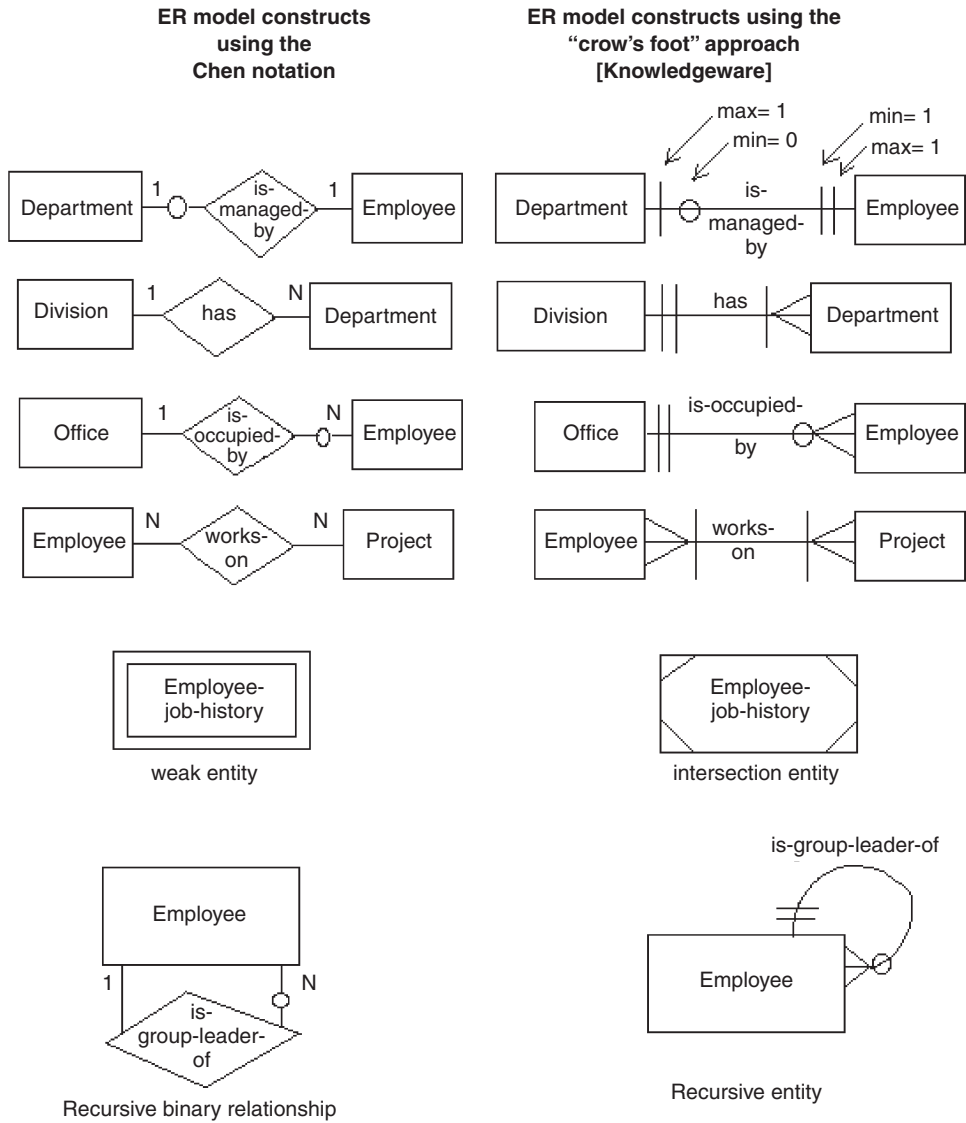 ER model constructs
using the
Chen notation
ER model constructs using the
“crow's foot” approach
[Knowledgeware]
max= 1
min= 0
min= 1
max= 1
Department
1
is-
managed-
by
1
Employee
Department
is-
managed-
by
Employee
Division
1
has
N
Department
Division
has
Department
Office
1
is-
occupied-
by
N
Employee
Office
is-occupied-
by
Employee
Employee
N
works-
on
N
Project
Employee
works-
on
Project
Employee-
job-history
weak entity
Employee-
job-history
intersection entity
Employee
1
N
is-
group-leader-
of
Recursive binary relationship
is-group-leader-of
Employee
Recursive entity